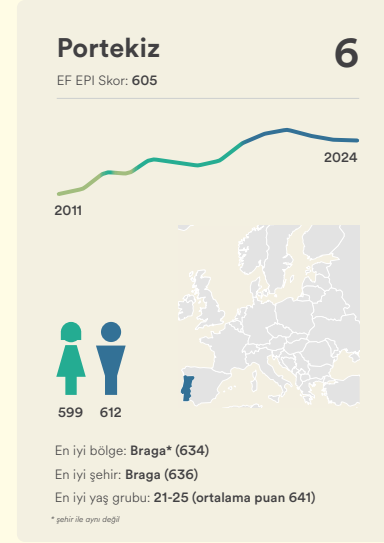 Portekiz
6
EF EPI Skor: 605
2024
2011
599 612
En iyi bölge: Braga* (634)
En iyi şehir: Braga (636)
En iyi yaş grubu: 21-25 (ortalama puan 641)
* şehir ile aynı değil